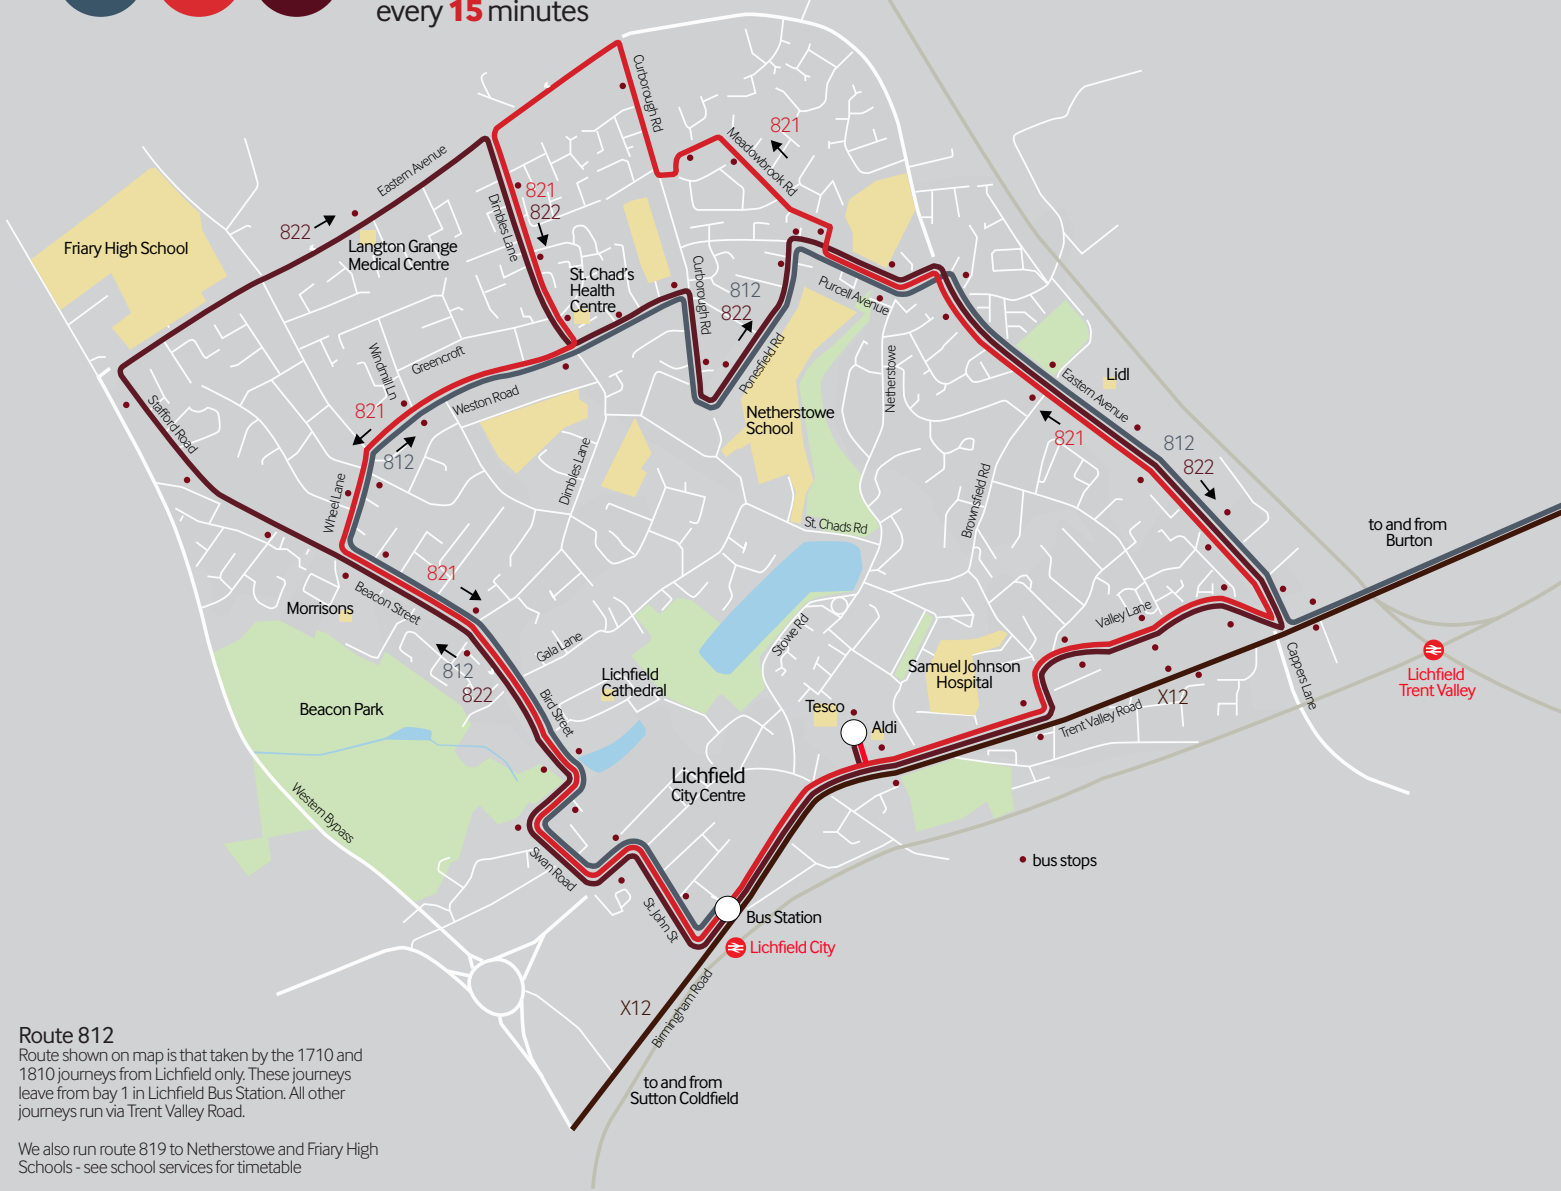 every 15 minutes
Curborough Rd
821
Meadowbrook Rd
Eastern Avenue
821
822
Dimbles Lane
822
Friary High School
Langton Grange
Medical Centre
St. Chad's
Health
Centre
Curborough Rd
812
822
Purcell Avenue
Ponesfield Rd
Netherstowe
Windmill Ln
Greencroft
Weston Road
Lidl
Eastern Avenue
Stafford Road
821
812
Netherstowe
School
821
812
822
Dimbles Lane
Wheel Lane
Brownsfield Rd
St. Chads Rd
to and from
Burton
821
Beacon Street
Morrisons
Valley Lane
Gaia Lane
Stowe Rd
812
822
Lichfield
Cathedral
Samuel Johnson
Hospital
Cappers Lane
Lichfield
Trent Valley
X12
Beacon Park
Bird Street
Tesco
Aldi
Trent Valley Road
Lichfield
City Centre
Western Bypass
Swan Road
bus stops
St. John St
Bus Station
Lichfield City
X12
Birmingham Road
to and from
Sutton Coldfield
Route 812
Route shown on map is that taken by the 1710 and
1810 journeys from Lichfield only. These journeys
leave from bay 1 in Lichfield Bus Station. All other
journeys run via Trent Valley Road.
We also run route 819 to Netherstowe and Friary High
Schools - see school services for timetable